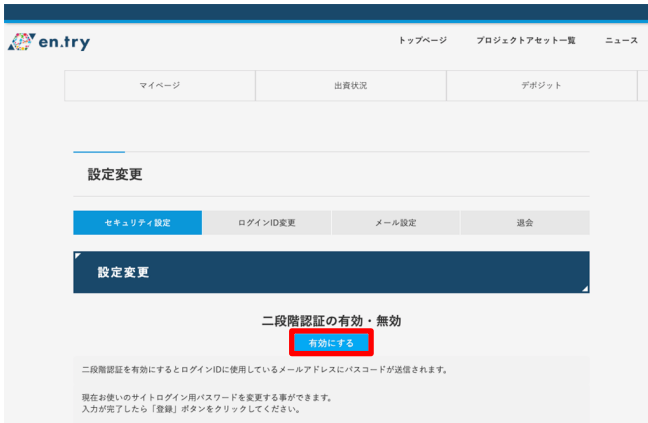 en.try
トップページ プロジェクトアセット一覧 ニュース
マイページ 出資状況 デポジット
設定変更
セキュリティ設定 ログインID変更 メール設定 退会
設定変更
二段階認証の有効・無効
有効にする
二段階認証を有効にするとログインIDに使用しているメールアドレスにパスコードが送信されます。
現在お使いのサイトログイン用パスワードを変更する事ができます。
入力が完了したら「登録」ボタンをクリックしてください。